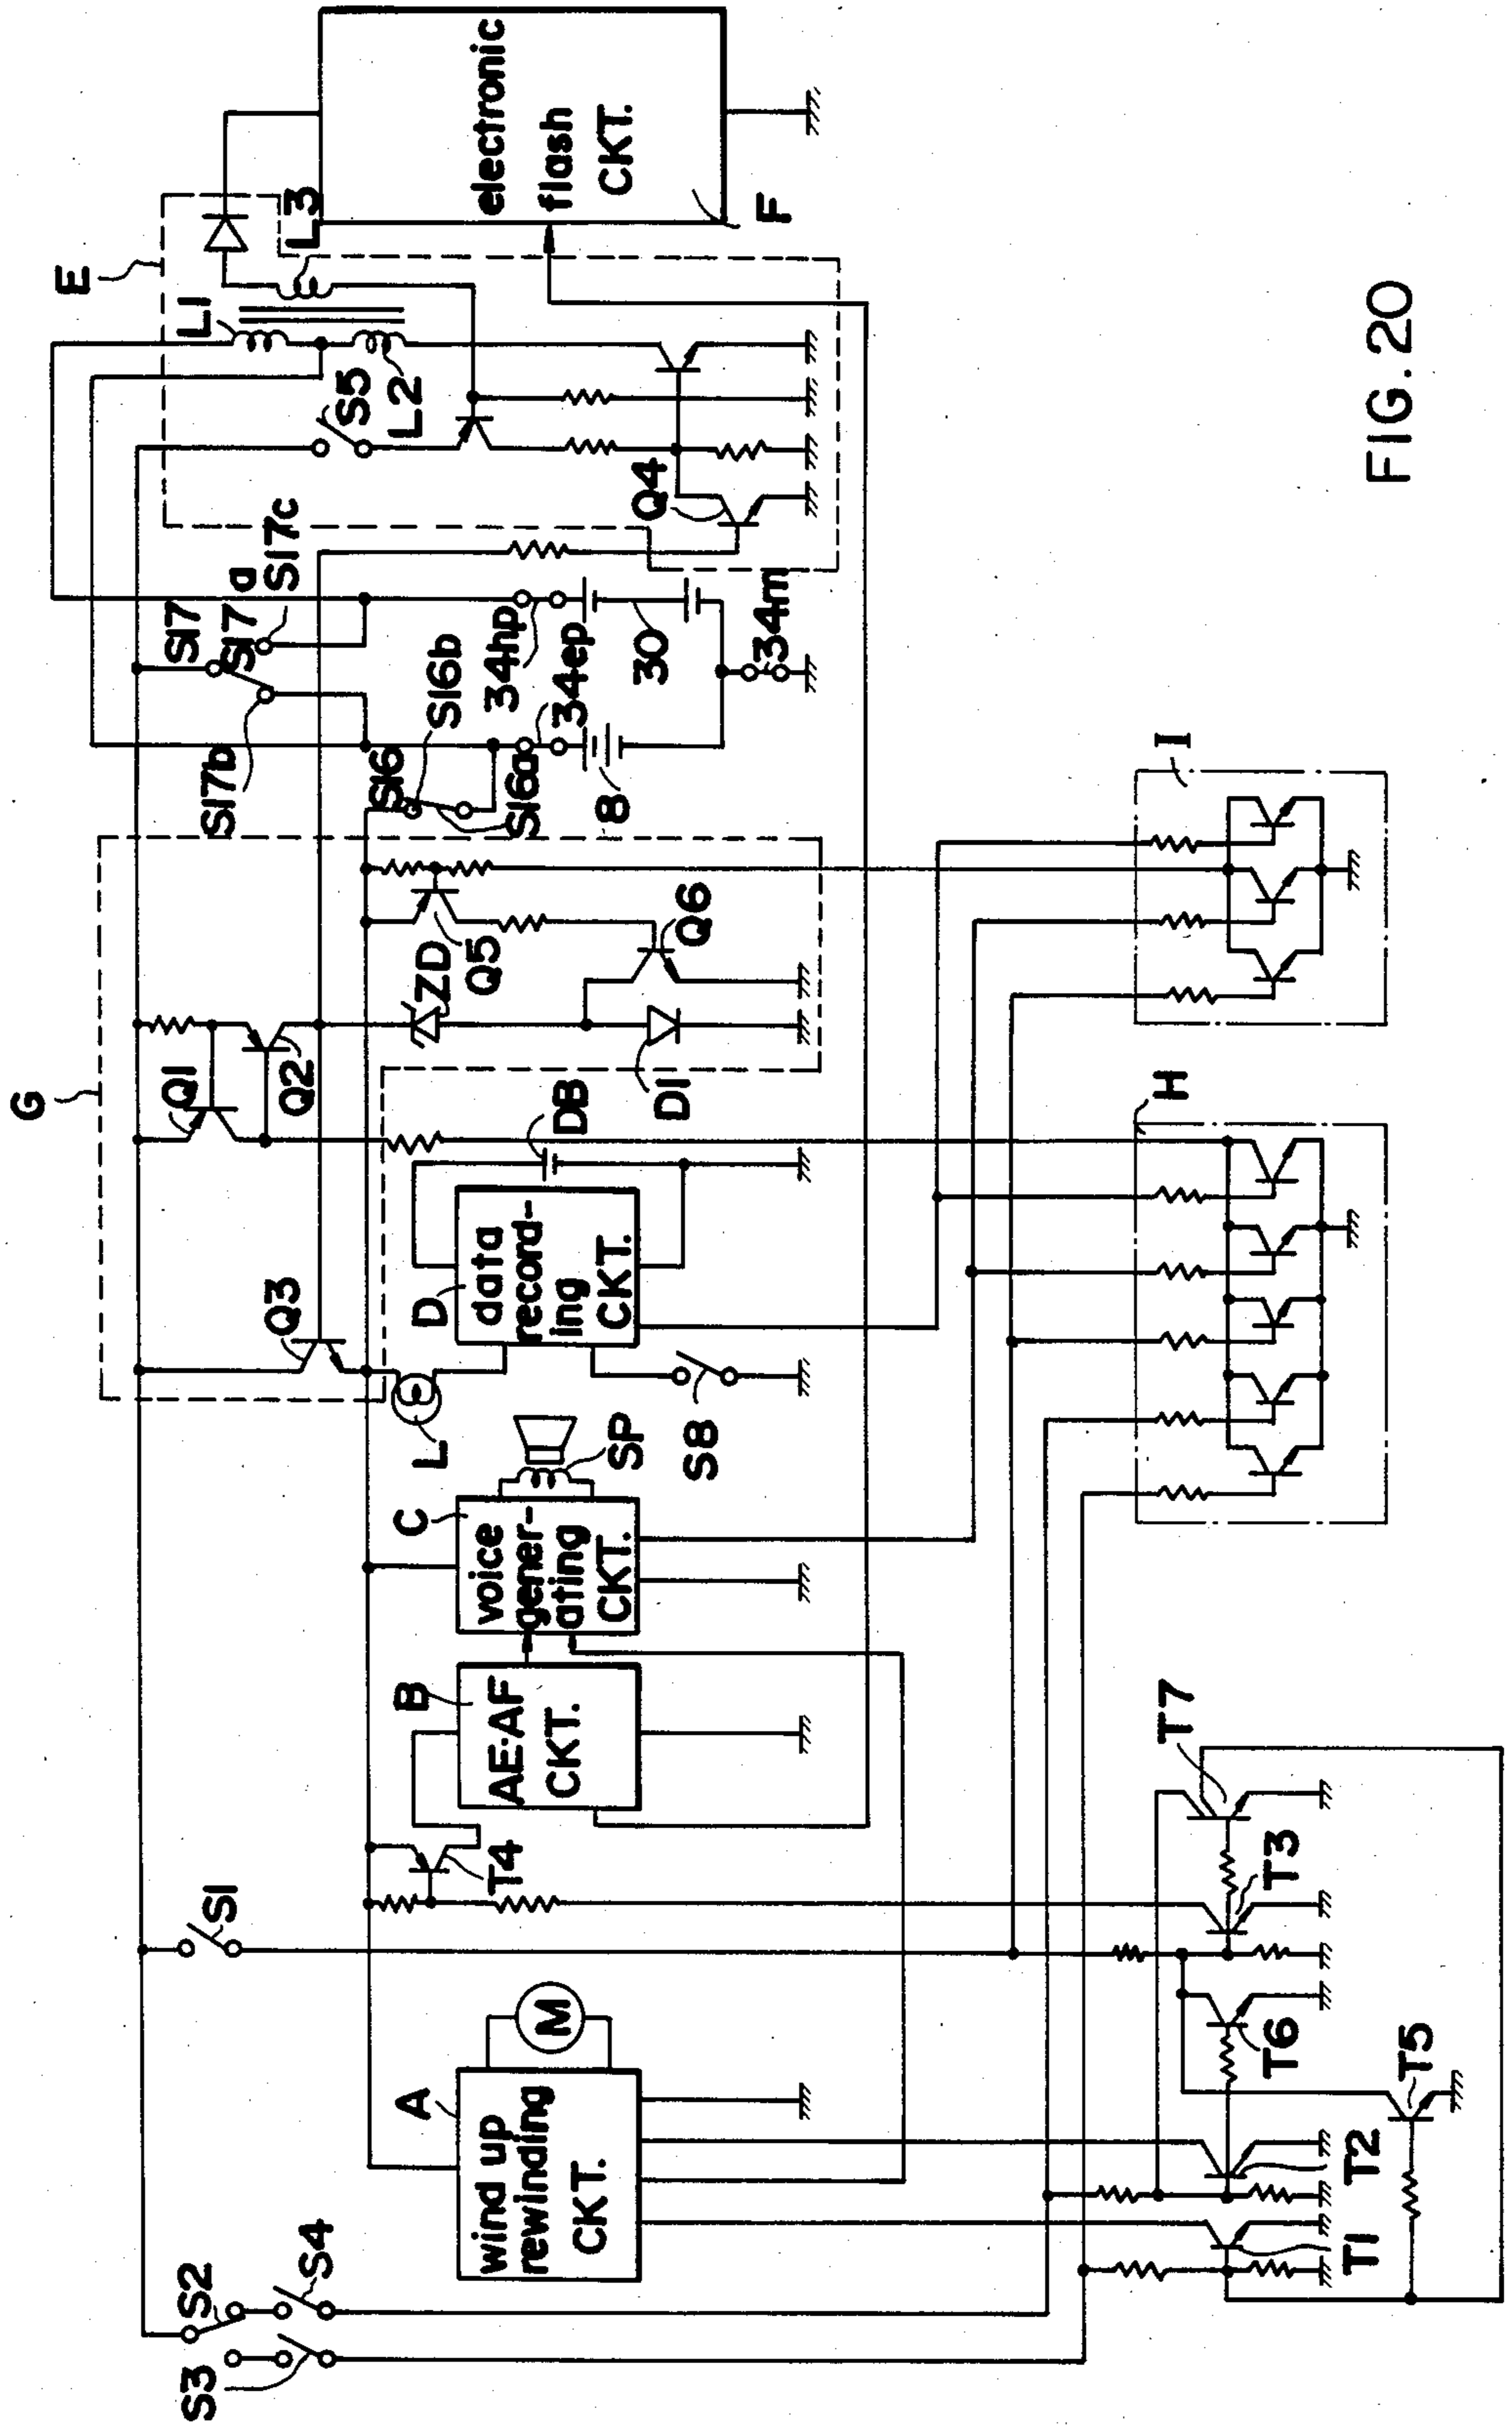 G
E
Q1
Q2
Q3
ZD
Q5
Q6
D1
DB
D
data
record-
ing
CKT.
L
S8
SP
C
voice
gener-
ating
CKT.
B
AE·AF
CKT.
T4
S1
M
A
wind up
rewinding
CKT.
S2
S4
S3
S17
S17a
S17c
S17b
S16
S16b
S16a
34hp
34ep
30
8
34m
L1
L2
L3
S5
Q4
electronic
flash
CKT.
F
I
H
T7
T3
T6
T5
T2
T1
FIG. 20